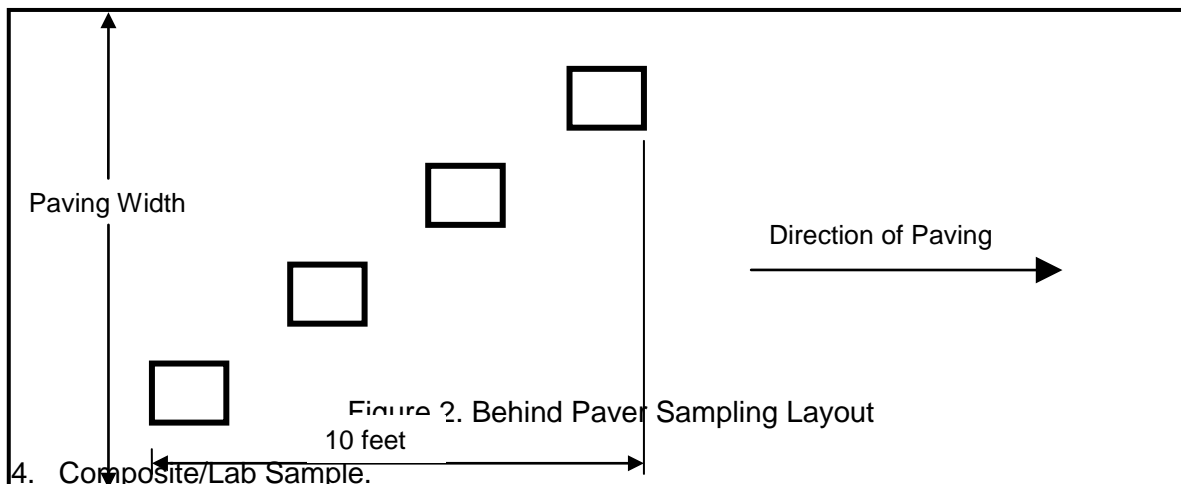 Paving Width
Direction of Paving
Figure 2. Behind Paver Sampling Layout
10 feet
4. Composite/Lab Sample.